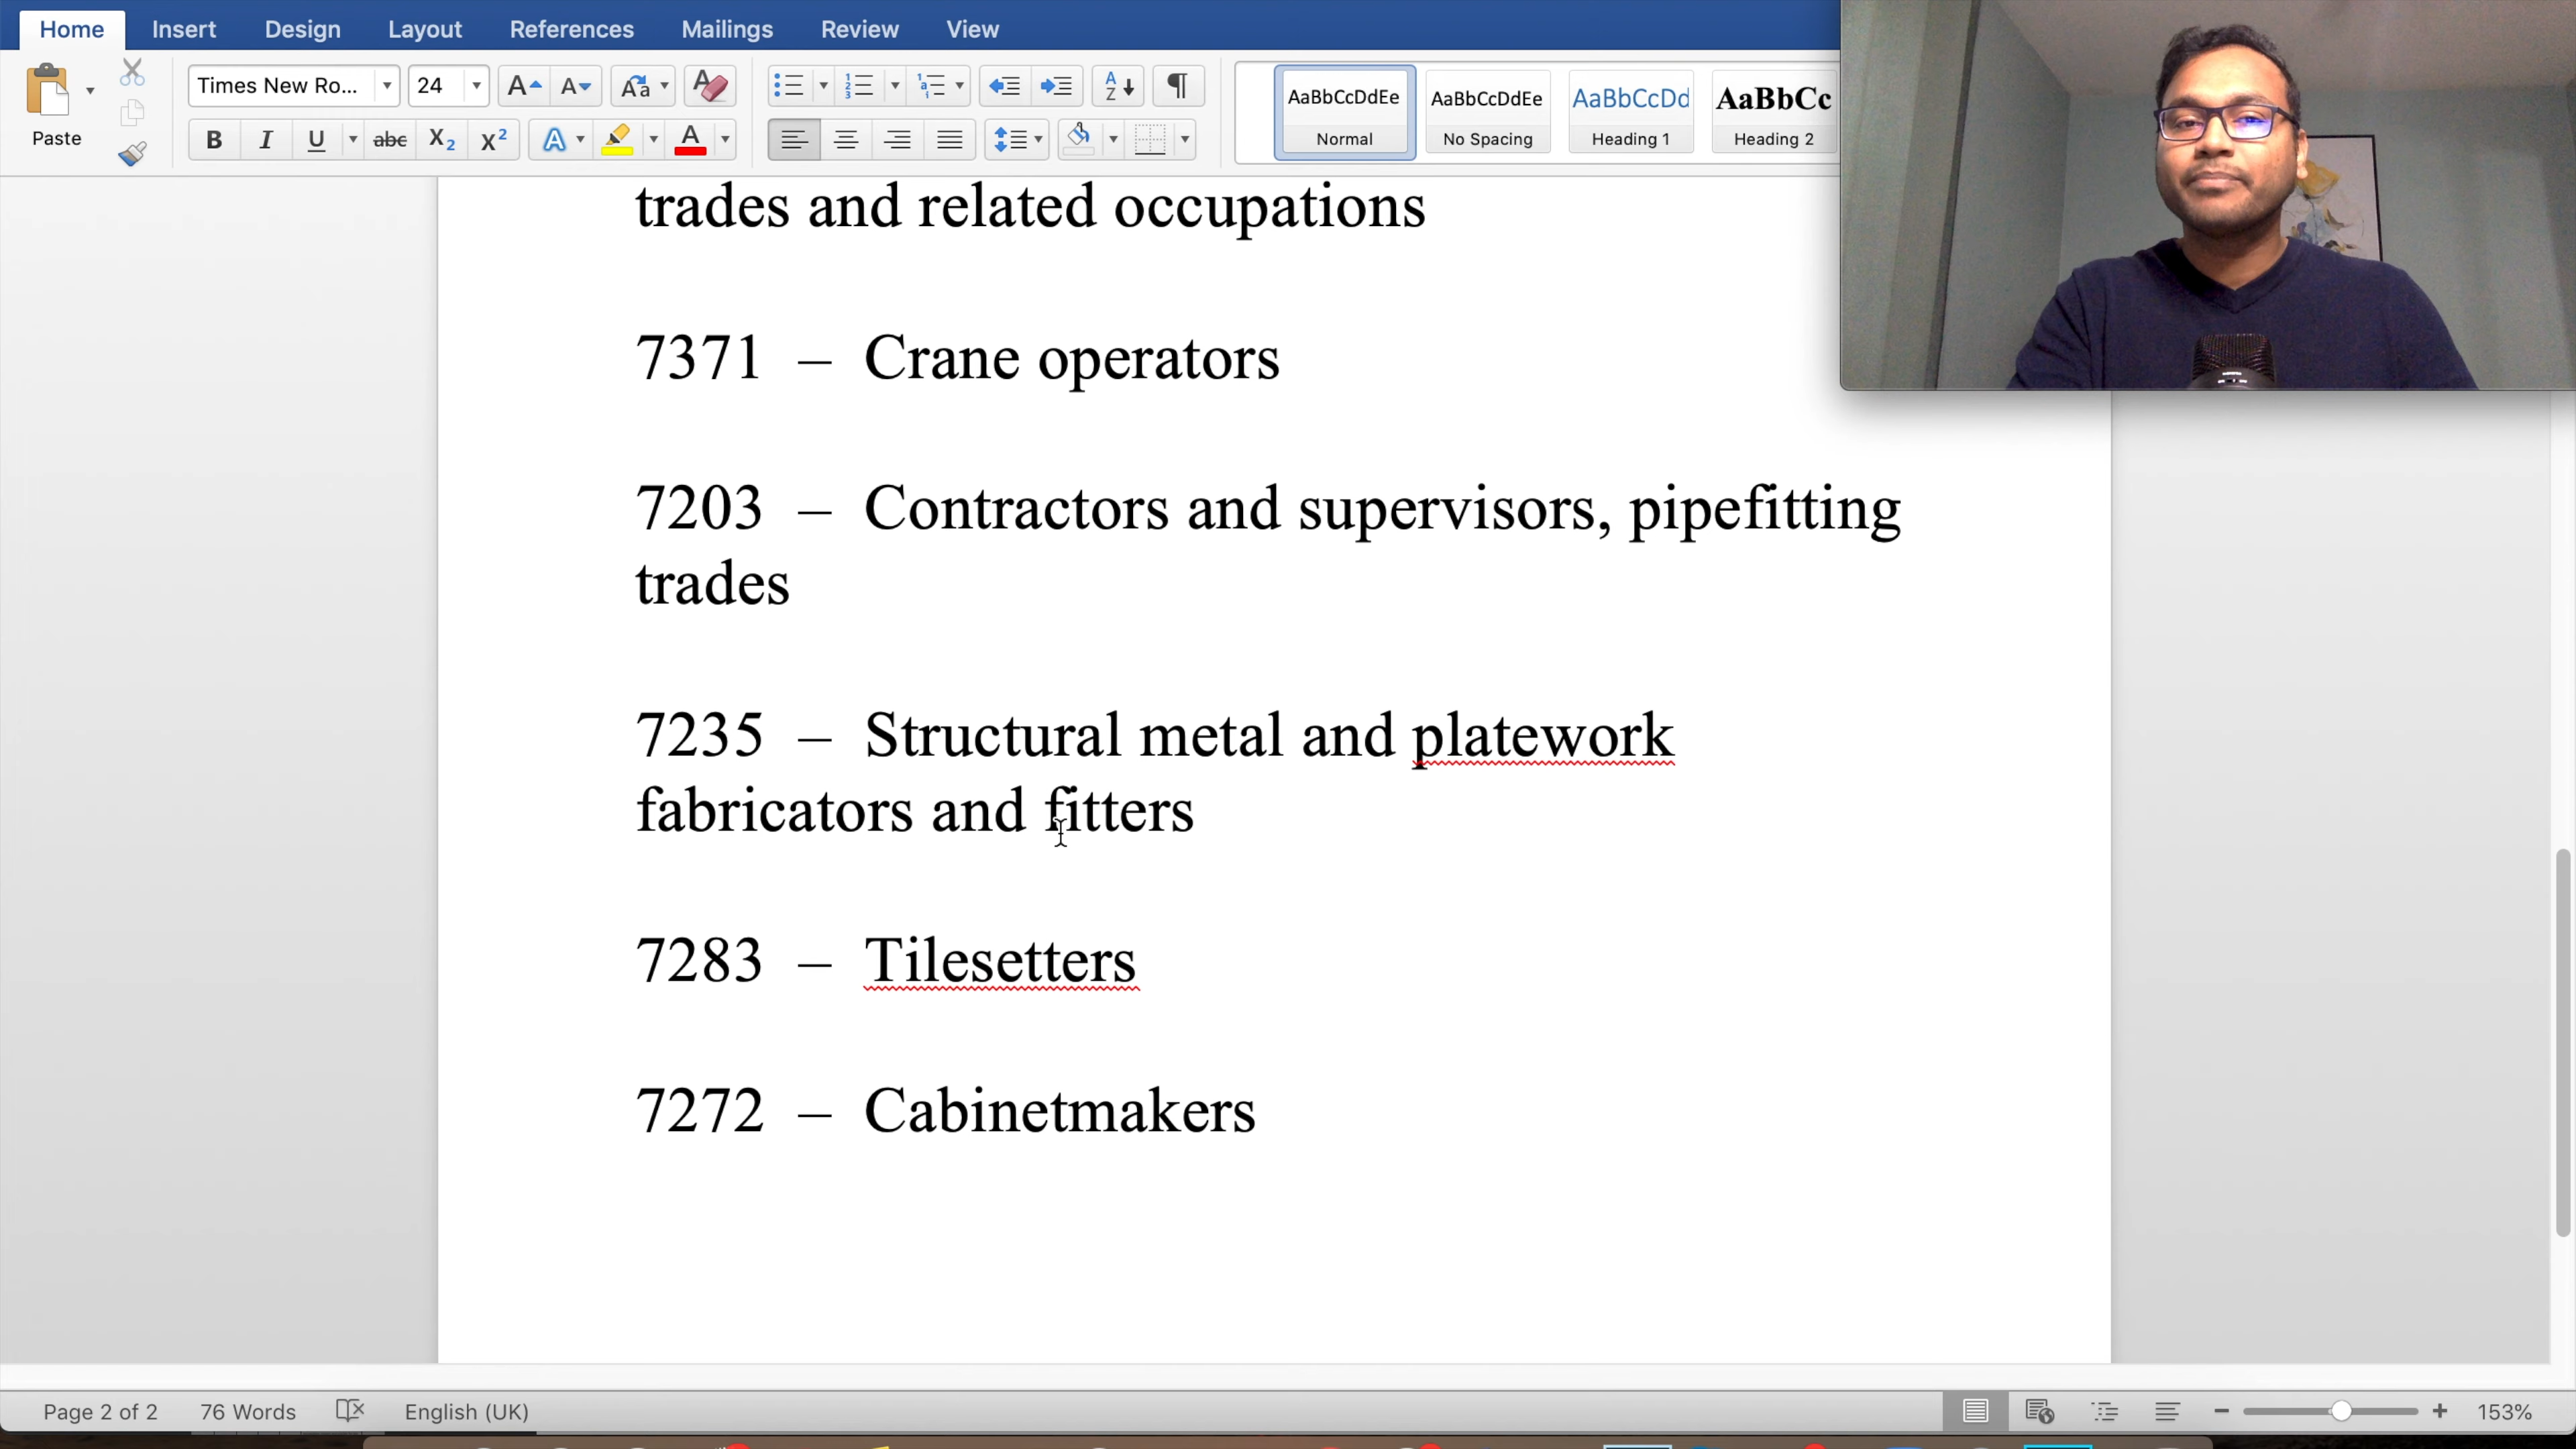 Home Insert Design Layout References Mailings Review View
Paste
Times New Ro... 24
AaBbCcDdEe AaBbCcDdEe AaBbCcDd AaBbCc
Normal No Spacing Heading 1 Heading 2
trades and related occupations
7371 – Crane operators
7203 – Contractors and supervisors, pipefitting
trades
7235 – Structural metal and platework
fabricators and fitters
7283 – Tilesetters
7272 – Cabinetmakers
Page 2 of 2 76 Words English (UK) 153%